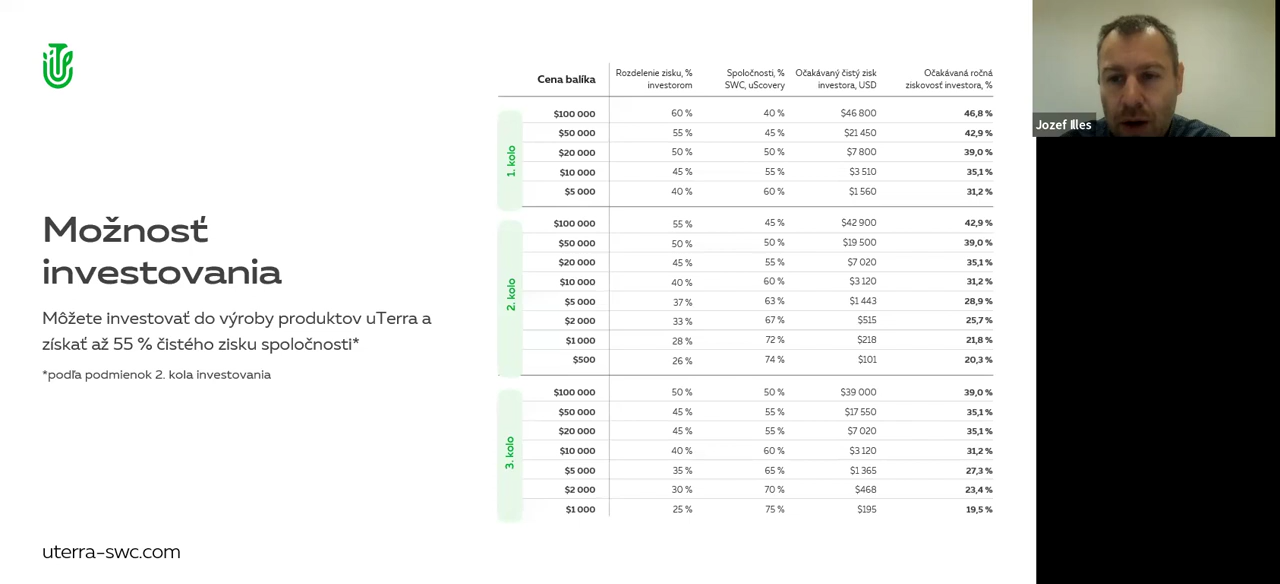 Možnosť
investovania
Môžete investovať do výroby produktov uTerra a
získať až 55 % čistého zisku spoločnosti*
*podľa podmienok 2. kola investovania
uterra-swc.com
Cena balíka Rozdelenie zisku, % investorom Spoločnosti, % SWC, uScovery Očakávaný čistý zisk investora, USD Očakávaná ročná ziskovosť investora, %
1. kolo
$100 000 60 % 40 % $46 800 46,8 %
$50 000 55 % 45 % $21 450 42,9 %
$20 000 50 % 50 % $7 800 39,0 %
$10 000 45 % 55 % $3 510 35,1 %
$5 000 40 % 60 % $1 560 31,2 %
2. kolo
$100 000 55 % 45 % $42 900 42,9 %
$50 000 50 % 50 % $19 500 39,0 %
$20 000 45 % 55 % $7 020 35,1 %
$10 000 40 % 60 % $3 120 31,2 %
$5 000 37 % 63 % $1 443 28,9 %
$2 000 33 % 67 % $515 25,7 %
$1 000 28 % 72 % $218 21,8 %
$500 26 % 74 % $101 20,3 %
3. kolo
$100 000 50 % 50 % $39 000 39,0 %
$50 000 45 % 55 % $17 550 35,1 %
$20 000 45 % 55 % $7 020 35,1 %
$10 000 40 % 60 % $3 120 31,2 %
$5 000 35 % 65 % $1 365 27,3 %
$2 000 30 % 70 % $468 23,4 %
$1 000 25 % 75 % $195 19,5 %
Jozef Illes